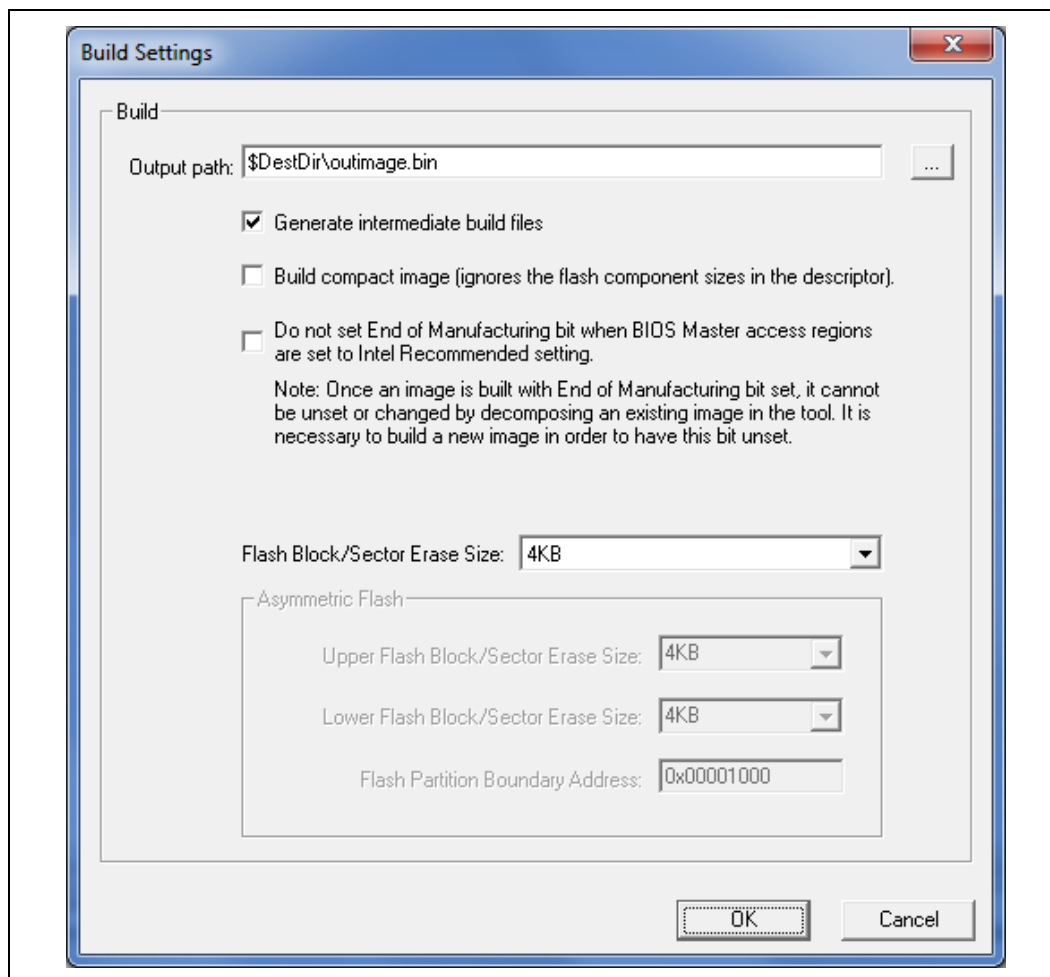 Build Settings
Build
Output path: $DestDir\outimage.bin ...
Generate intermediate build files
Build compact image (ignores the flash component sizes in the descriptor).
Do not set End of Manufacturing bit when BIOS Master access regions
are set to Intel Recommended setting.
Note: Once an image is built with End of Manufacturing bit set, it cannot
be unset or changed by decomposing an existing image in the tool. It is
necessary to build a new image in order to have this bit unset.
Flash Block/Sector Erase Size: 4KB
Asymmetric Flash
Upper Flash Block/Sector Erase Size: 4KB
Lower Flash Block/Sector Erase Size: 4KB
Flash Partition Boundary Address: 0x00001000
OK Cancel